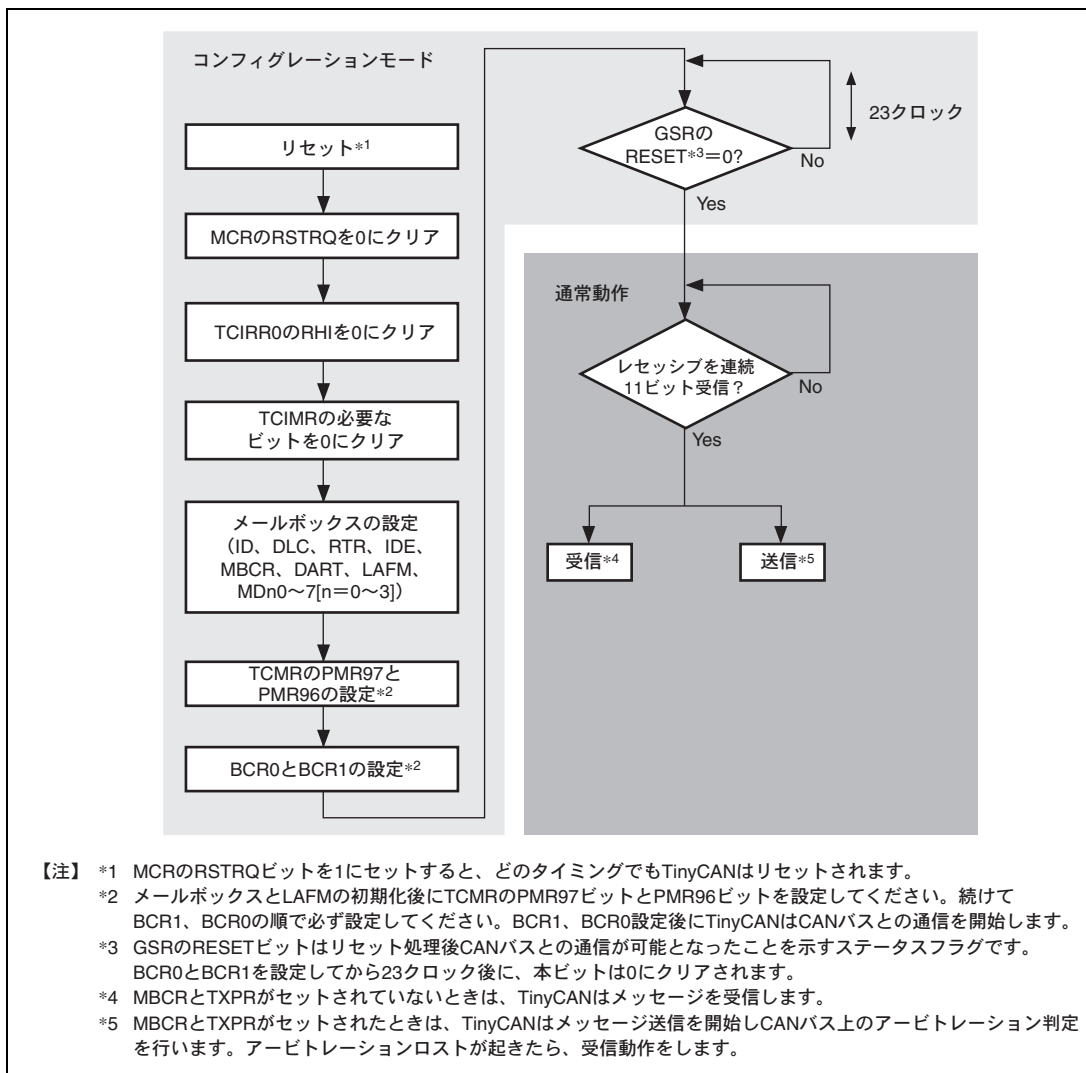 コンフィグレーションモード
リセット*1
MCRのRSTRQを0にクリア
TCIRR0のRHIを0にクリア
TCIMRの必要な
ビットを0にクリア
メールボックスの設定
（ID、DLC、RTR、IDE、
MBCR、DART、LAFM、
MDn0〜7[n＝0〜3]）
TCMRのPMR97と
PMR96の設定*2
BCR0とBCR1の設定*2
GSRの
RESET*3＝0?
No
23クロック
Yes
通常動作
レセッシブを連続
11ビット受信？
No
Yes
受信*4
送信*5
【注】 *1 MCRのRSTRQビットを1にセットすると、どのタイミングでもTinyCANはリセットされます。
*2 メールボックスとLAFMの初期化後にTCMRのPMR97ビットとPMR96ビットを設定してください。続けて
BCR1、BCR0の順で必ず設定してください。BCR1、BCR0設定後にTinyCANはCANバスとの通信を開始します。
*3 GSRのRESETビットはリセット処理後CANバスとの通信が可能となったことを示すステータスフラグです。
BCR0とBCR1を設定してから23クロック後に、本ビットは0にクリアされます。
*4 MBCRとTXPRがセットされていないときは、TinyCANはメッセージを受信します。
*5 MBCRとTXPRがセットされたときは、TinyCANはメッセージ送信を開始しCANバス上のアービトレーション判定
を行います。アービトレーションロストが起きたら、受信動作をします。